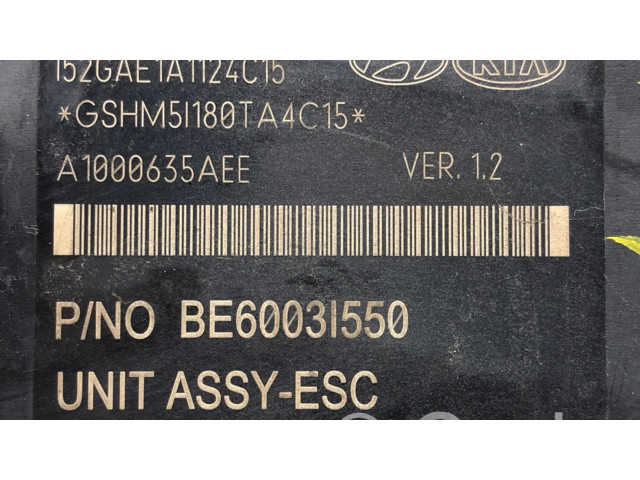 152GAE1A1124C15
KIA
*GSHM5I180TA4C15*
A1000635AEE VER. 1.2
P/NO BE6003I550
UNIT ASSY-ESC